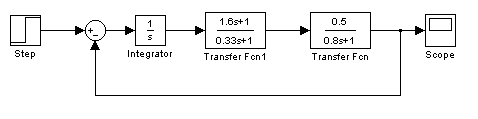 +
−
1
s
1.6s+1
0.33s+1
0.5
0.8s+1
Step
Integrator
Transfer Fcn1
Transfer Fcn
Scope